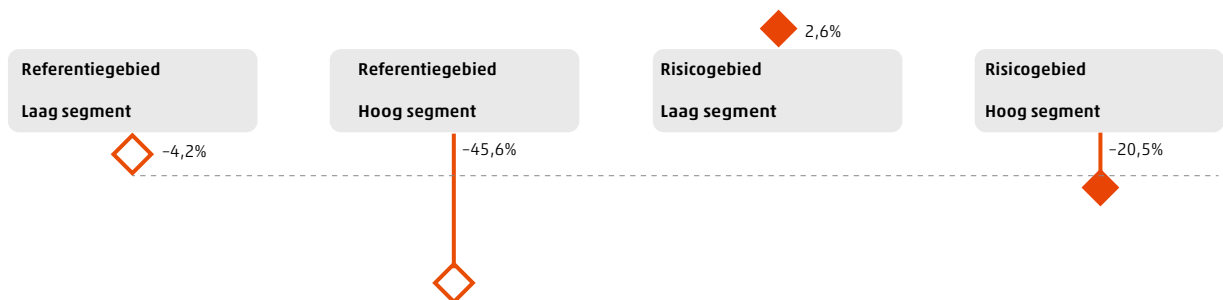 2,6%
Referentiegebied
Laag segment
−4,2%
Referentiegebied
Hoog segment
−45,6%
Risicogebied
Laag segment
Risicogebied
Hoog segment
−20,5%